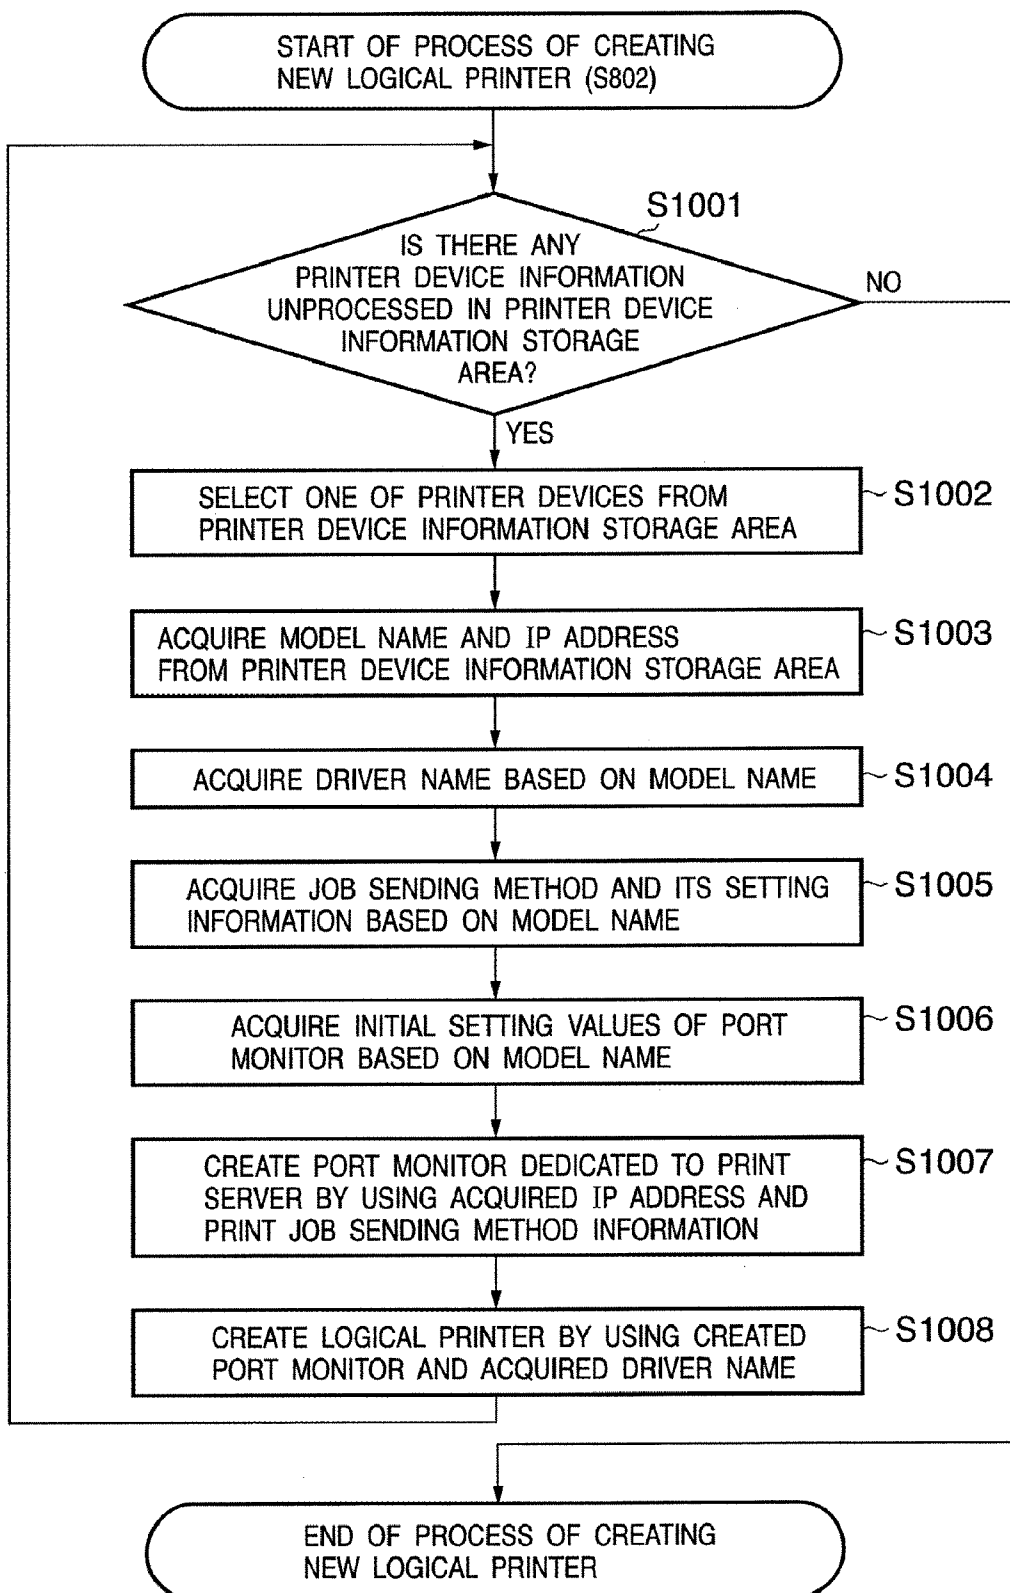 START OF PROCESS OF CREATING
NEW LOGICAL PRINTER (S802)
S1001
IS THERE ANY
PRINTER DEVICE INFORMATION
UNPROCESSED IN PRINTER DEVICE
INFORMATION STORAGE
AREA?
NO
YES
SELECT ONE OF PRINTER DEVICES FROM
PRINTER DEVICE INFORMATION STORAGE AREA
S1002
ACQUIRE MODEL NAME AND IP ADDRESS
FROM PRINTER DEVICE INFORMATION STORAGE AREA
S1003
ACQUIRE DRIVER NAME BASED ON MODEL NAME
S1004
ACQUIRE JOB SENDING METHOD AND ITS SETTING
INFORMATION BASED ON MODEL NAME
S1005
ACQUIRE INITIAL SETTING VALUES OF PORT
MONITOR BASED ON MODEL NAME
S1006
CREATE PORT MONITOR DEDICATED TO PRINT
SERVER BY USING ACQUIRED IP ADDRESS AND
PRINT JOB SENDING METHOD INFORMATION
S1007
CREATE LOGICAL PRINTER BY USING CREATED
PORT MONITOR AND ACQUIRED DRIVER NAME
S1008
END OF PROCESS OF CREATING
NEW LOGICAL PRINTER